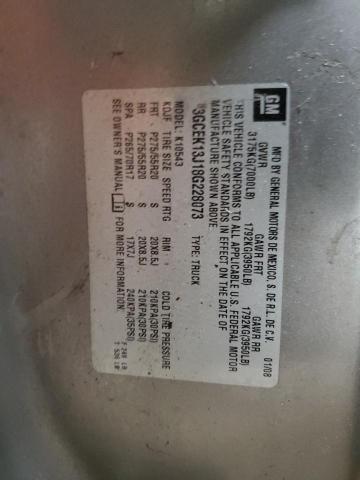 GM
MFD BY GENERAL MOTORS DE MEXICO, S. DE R.L. DE C.V.
01/08
GVWR GAWR FRT GAWR RR
3175KG(7000LB) 1792KG(3950LB) 1792KG(3950LB)
THIS VEHICLE CONFORMS TO ALL APPLICABLE U.S. FEDERAL MOTOR
VEHICLE SAFETY STANDARDS IN EFFECT ON THE DATE OF
MANUFACTURE SHOWN ABOVE.
*3GCEK13J18G228073* TYPE: TRUCK
MODEL: K10543
KDJF TIRE SIZE SPEED RTG RIM COLD TIRE PRESSURE
FRT P275/55R20 S 20X8.5J 210KPA(30PSI)
RR P275/55R20 S 20X8.5J 210KPA(30PSI)
SPA P265/70R17 S 17X7J 240KPA(35PSI)
SEE OWNER'S MANUAL FOR MORE INFORMATION.